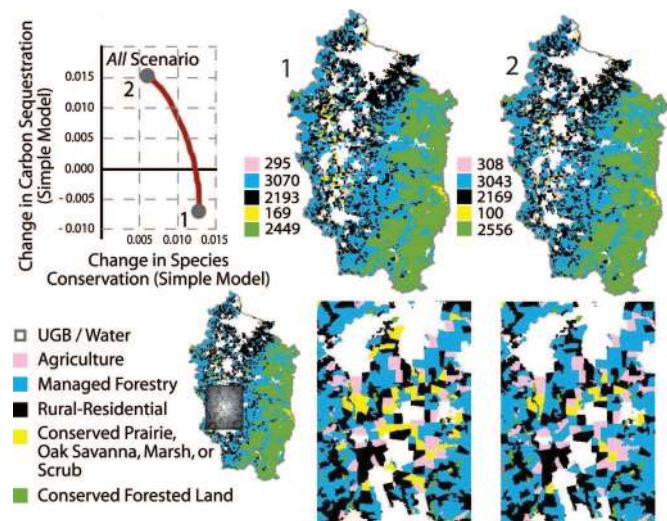 Change in Carbon Sequestration
(Simple Model)
0.015
0.015
0.010
0.005
0.000
- 0.005
- 0.010
All Scenario
2
1
0.005
0.010
0.015
Change in Species
Conservation (Simple Model)
1
295
3070
2193
169
2449
2
308
3043
2169
100
2556
UGB / Water
Agriculture
Managed Forestry
Rural-Residential
Conserved Prairie,
Oak Savanna, Marsh, or
Scrub
Conserved Forested Land